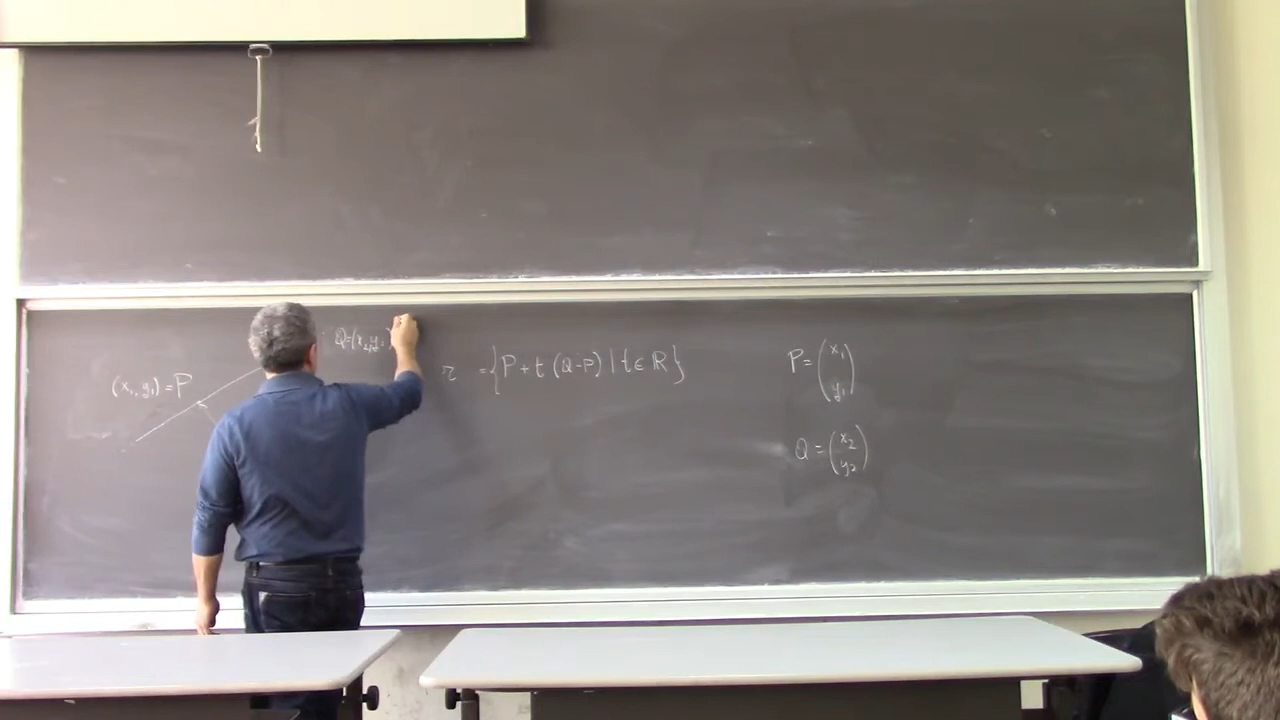 (x₁, y₁) = P
Q = (x₂, y₂)
r = { P + t (Q - P) | t ∈ ℝ }
P = (x₁
y₁)
Q = (x₂
y₂)